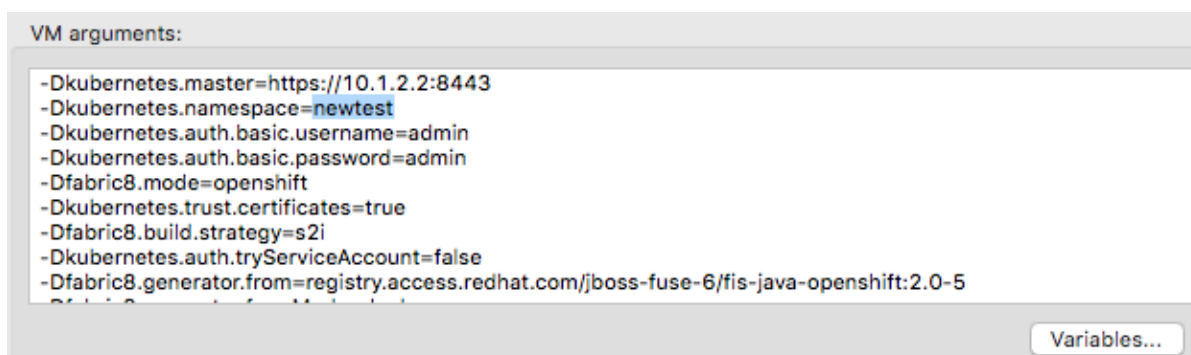 VM arguments:
-Dkubernetes.master=https://10.1.2.2:8443
-Dkubernetes.namespace=newtest
-Dkubernetes.auth.basic.username=admin
-Dkubernetes.auth.basic.password=admin
-Dfabric8.mode=openshift
-Dkubernetes.trust.certificates=true
-Dfabric8.build.strategy=s2i
-Dkubernetes.auth.tryServiceAccount=false
-Dfabric8.generator.from=registry.access.redhat.com/jboss-fuse-6/fis-java-openshift:2.0-5
Variables...